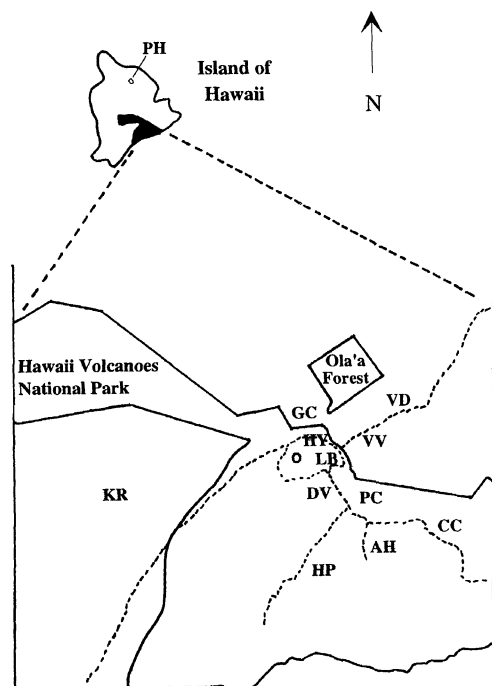 PH
Island of
Hawaii
N
Ola'a
Forest
Hawaii Volcanoes
National Park
VD
GC
HY
VV
LB
KR
DV
PC
CC
AH
HP